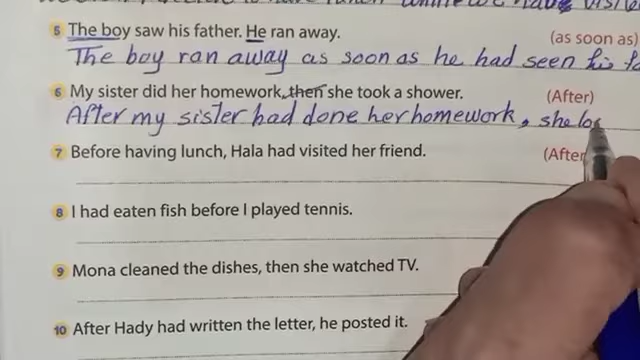 5 The boy saw his father. He ran away. (as soon as)
The boy ran away as soon as he had seen his
6 My sister did her homework, then she took a shower. (After)
After my sister had done her homework, she
7 Before having lunch, Hala had visited her friend. (After
8 I had eaten fish before I played tennis.
9 Mona cleaned the dishes, then she watched TV.
10 After Hady had written the letter, he posted it.